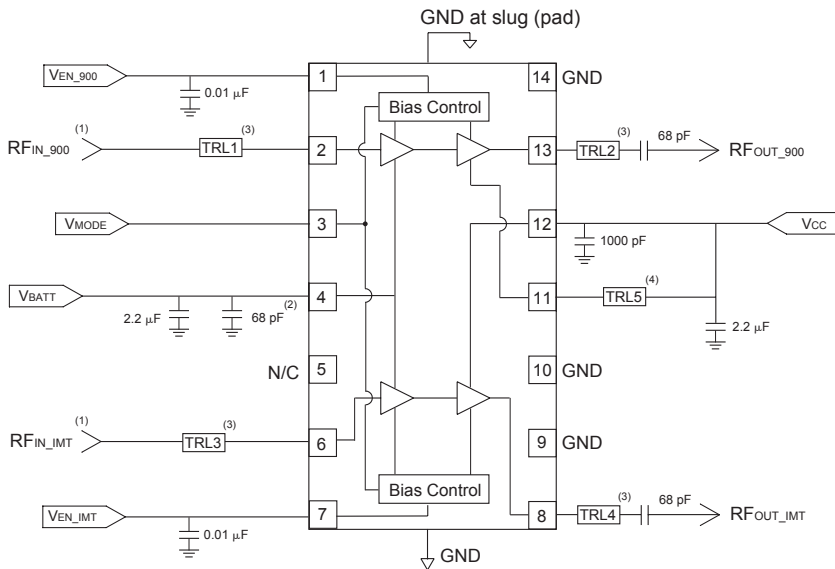 GND at slug (pad)
VEN_900
0.01 µF
1
14
GND
Bias Control
RFIN_900
(1)
TRL1
(3)
2
13
TRL2
(3)
68 pF
RFOUT_900
VMODE
3
12
1000 pF
VCC
VBATT
2.2 µF
68 pF
(2)
4
11
TRL5
(4)
2.2 µF
N/C
5
10
GND
RFIN_IMT
(1)
TRL3
(3)
6
9
GND
Bias Control
VEN_IMT
0.01 µF
7
8
TRL4
(3)
68 pF
RFOUT_IMT
GND